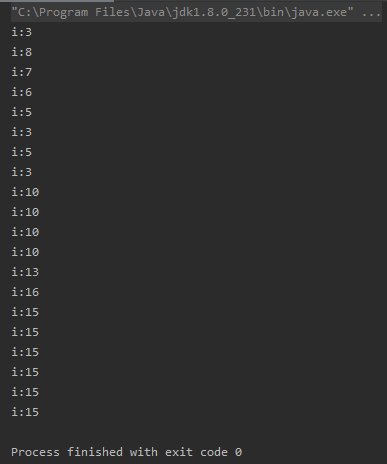 "C:\Program Files\Java\jdk1.8.0_231\bin\java.exe" ...
i:3
i:8
i:7
i:6
i:5
i:3
i:5
i:3
i:10
i:10
i:10
i:10
i:13
i:16
i:15
i:15
i:15
i:15
i:15
i:15
Process finished with exit code 0